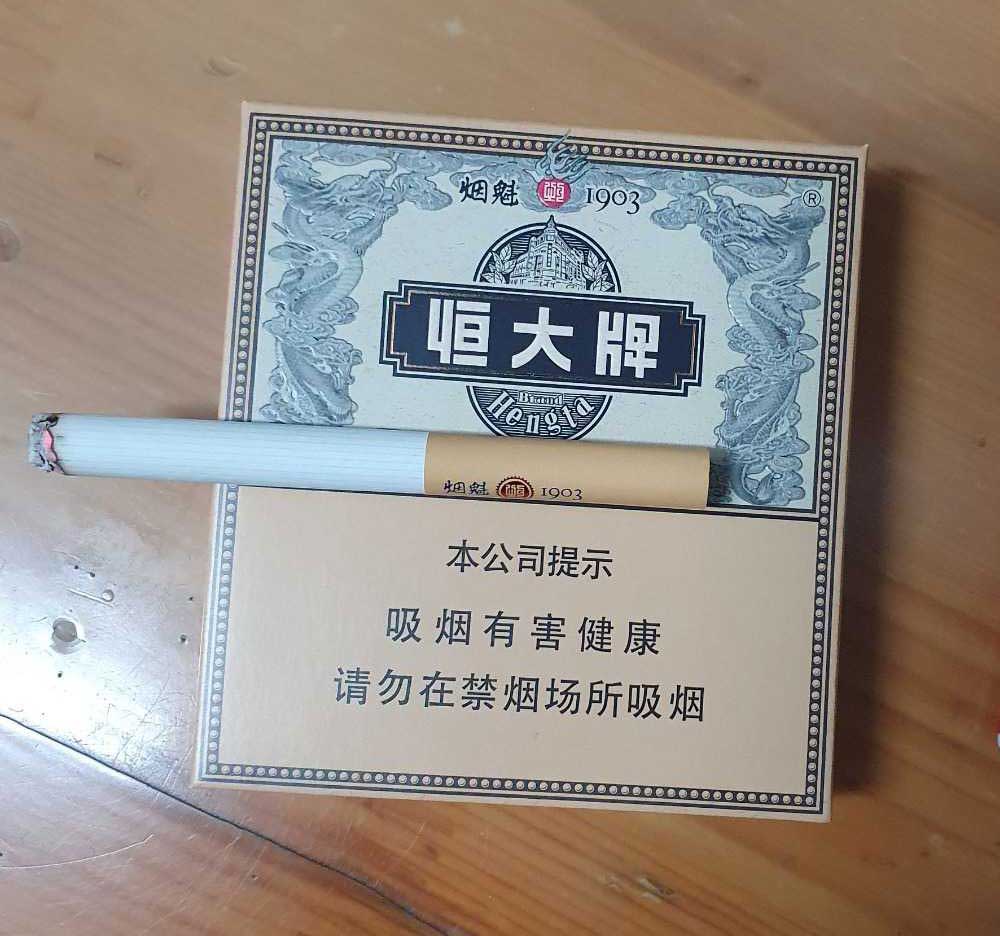 烟魁 1903
®
恒大牌
Brand
Hengta
烟魁 1903
本公司提示
吸烟有害健康
请勿在禁烟场所吸烟